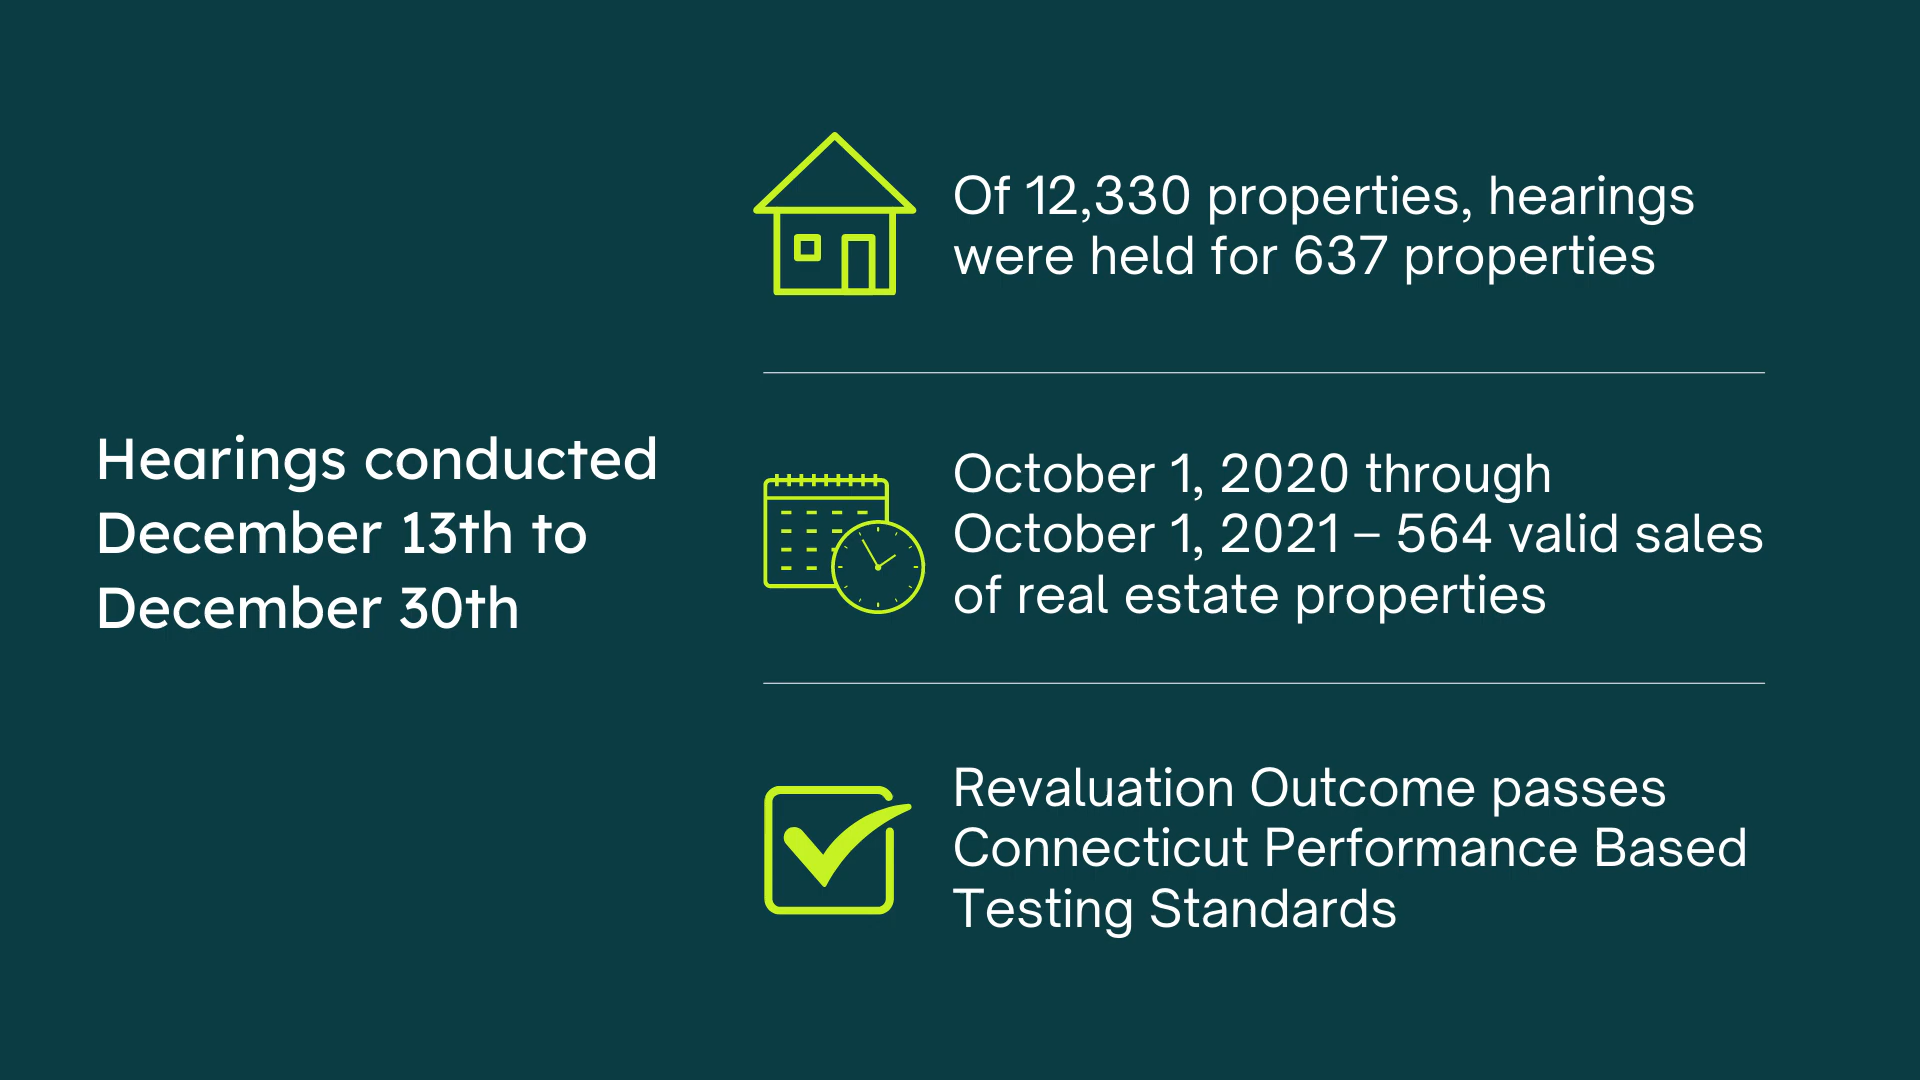 Hearings conducted
December 13th to
December 30th
Of 12,330 properties, hearings
were held for 637 properties
October 1, 2020 through
October 1, 2021 – 564 valid sales
of real estate properties
Revaluation Outcome passes
Connecticut Performance Based
Testing Standards